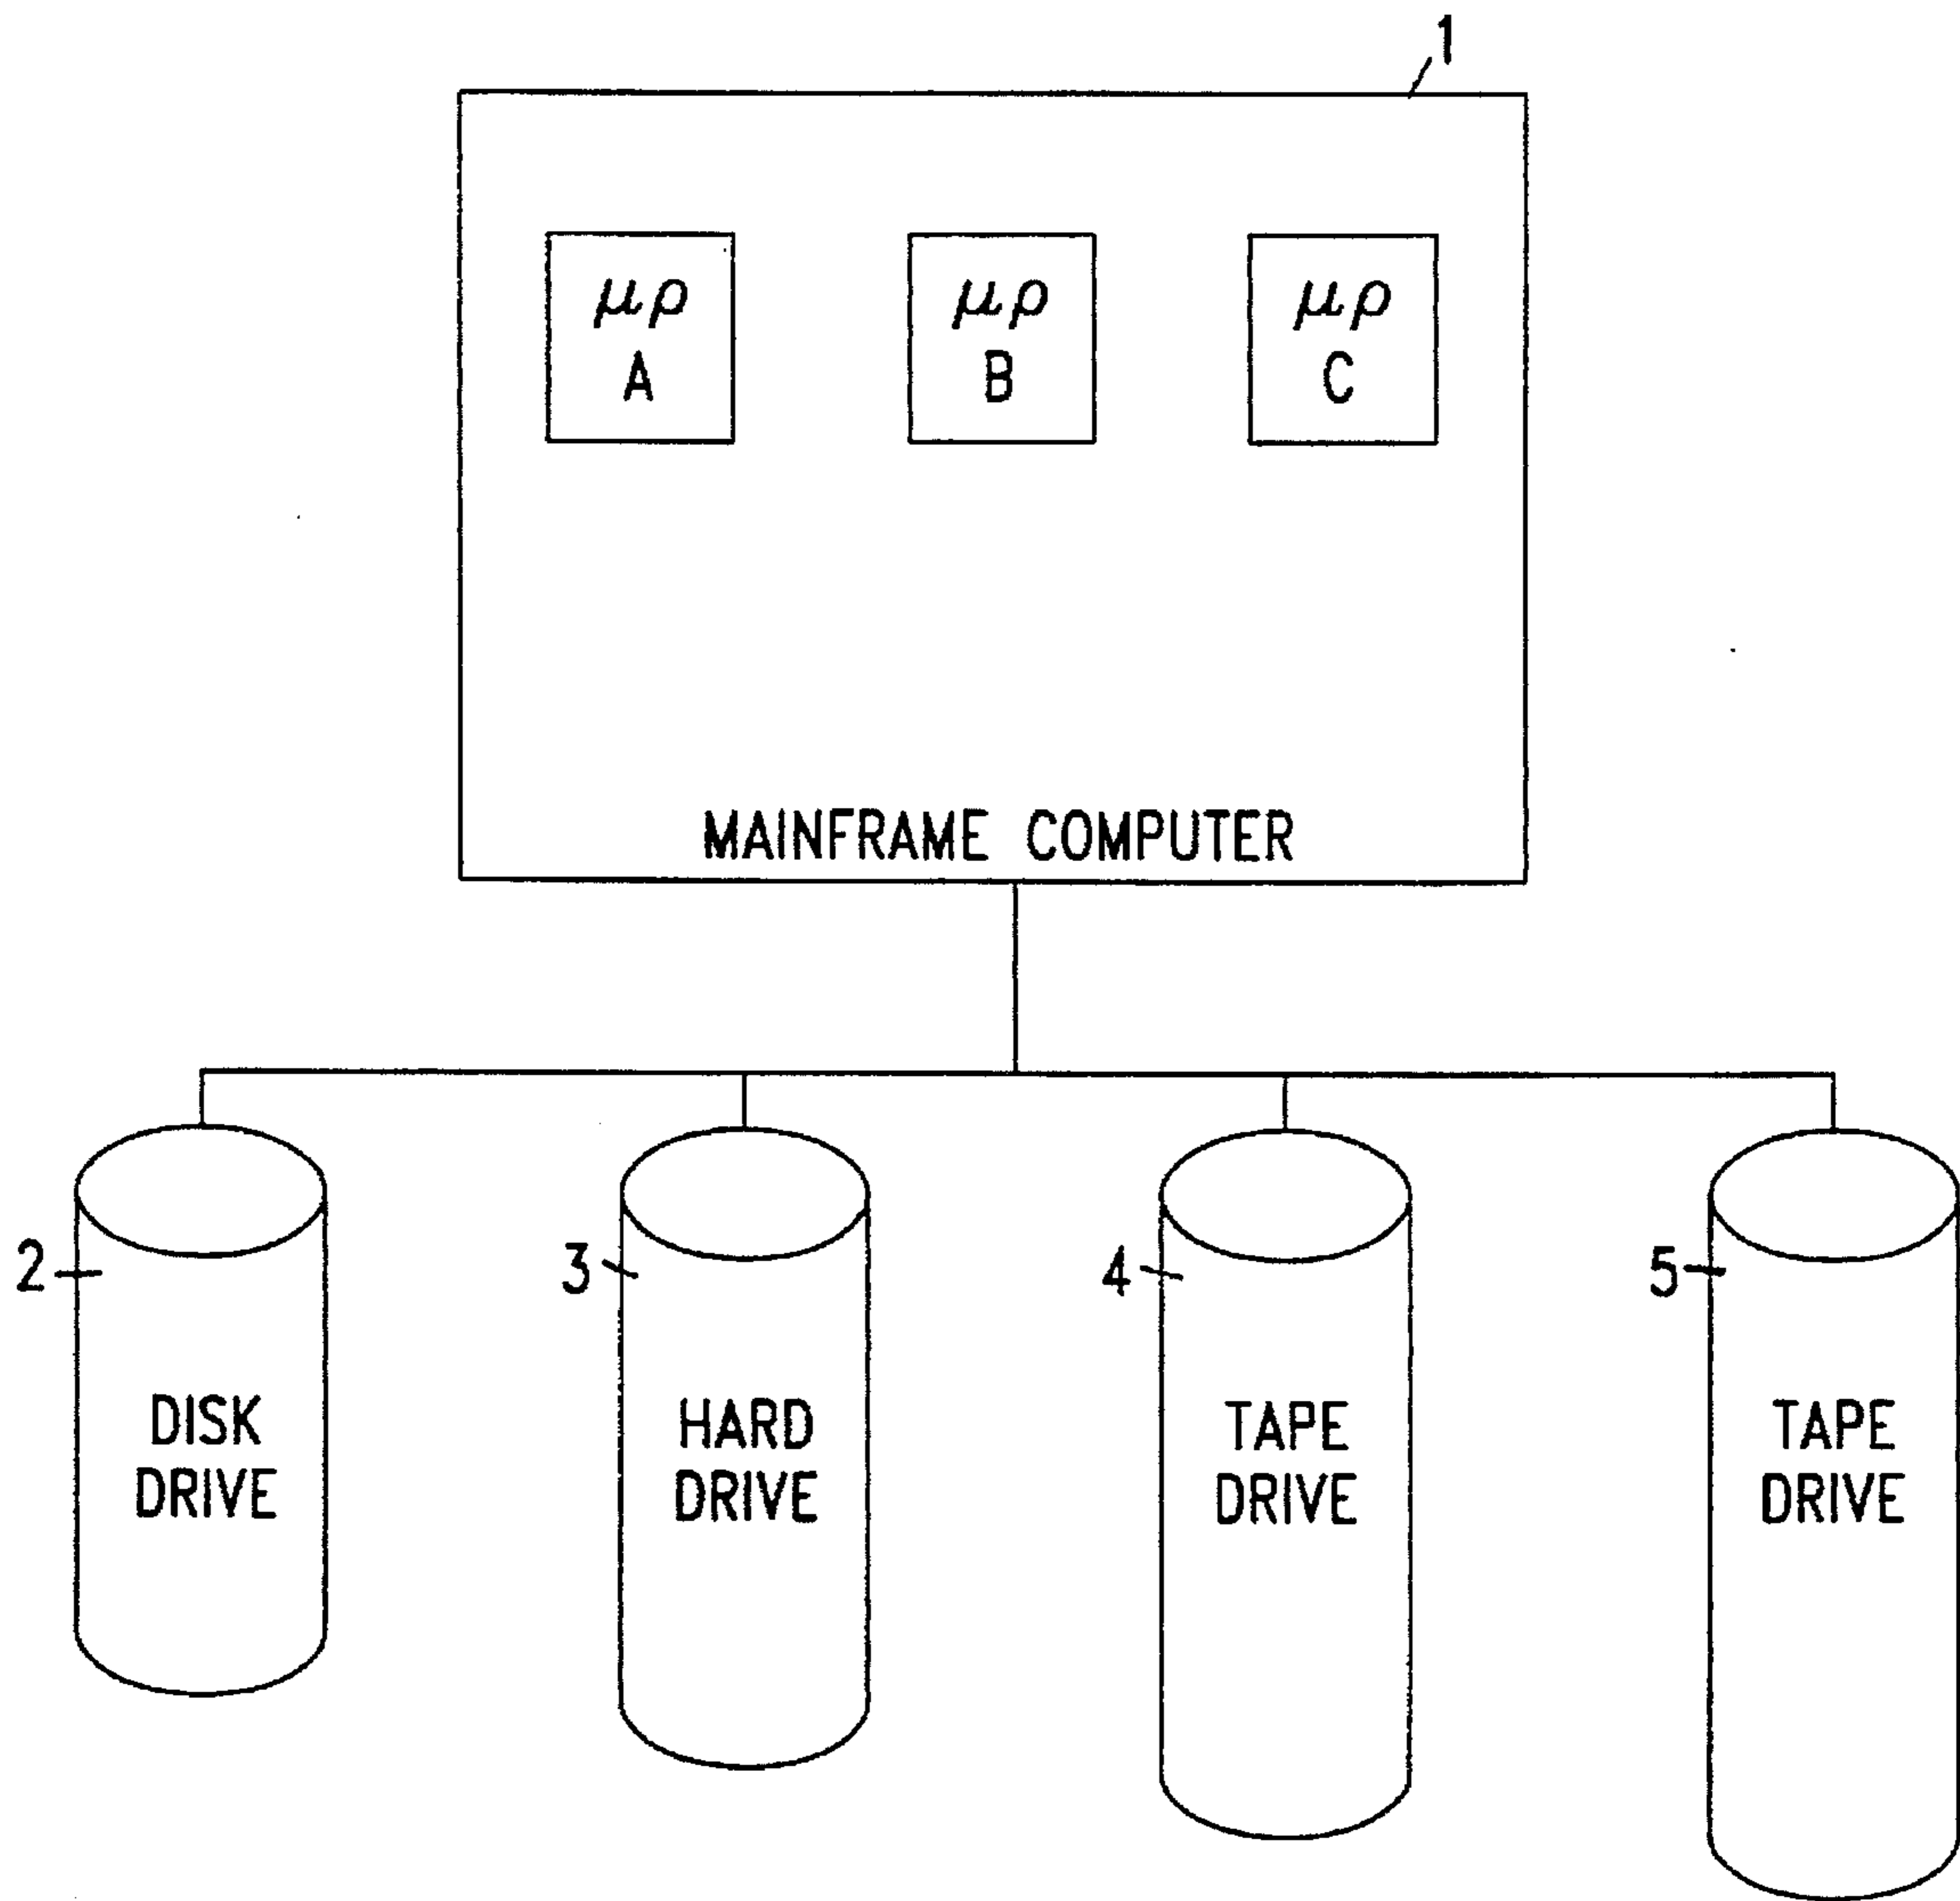 1
μρ μρ μρ
A B C
MAINFRAME COMPUTER
2 3 4 5
DISK HARD TAPE TAPE
DRIVE DRIVE DRIVE DRIVE